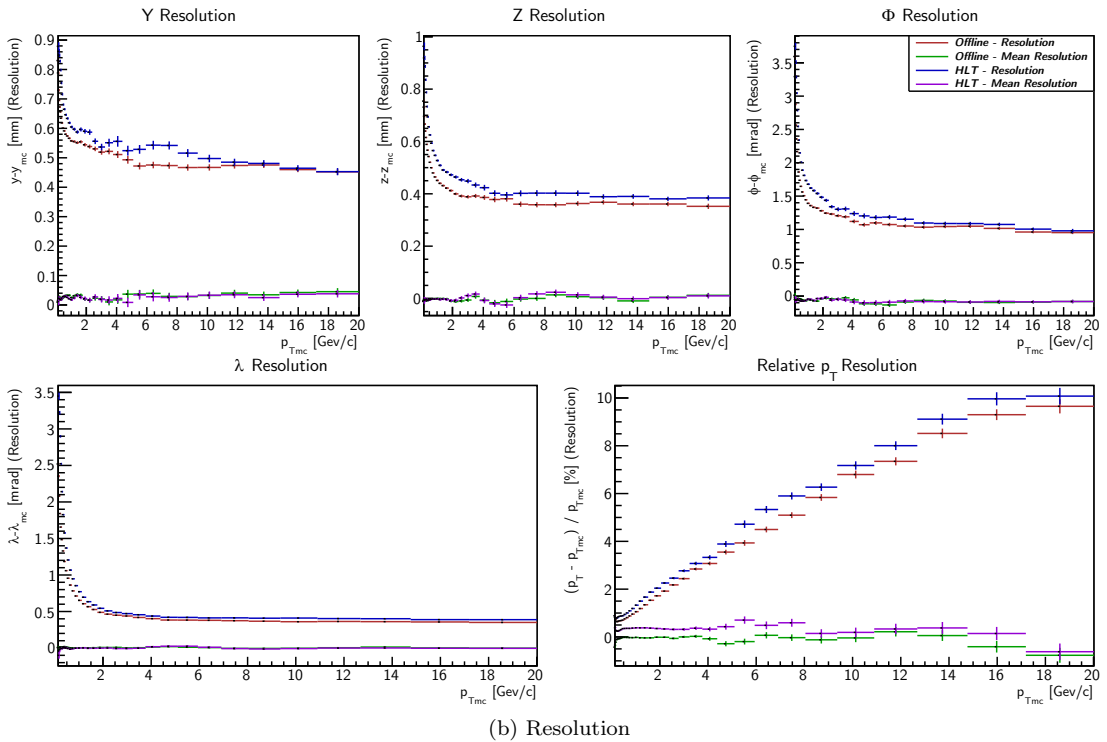 Y Resolution
y-y_mc [mm] (Resolution)
0.9
0.8
0.7
0.6
0.5
0.4
0.3
0.2
0.1
0
2 4 6 8 10 12 14 16 18 20
p_Tmc [Gev/c]
Z Resolution
z-z_mc [mm] (Resolution)
1
0.8
0.6
0.4
0.2
0
2 4 6 8 10 12 14 16 18 20
p_Tmc [Gev/c]
Φ Resolution
ϕ-ϕ_mc [mrad] (Resolution)
3.5
3
2.5
2
1.5
1
0.5
0
2 4 6 8 10 12 14 16 18 20
p_Tmc [Gev/c]
Offline - Resolution
Offline - Mean Resolution
HLT - Resolution
HLT - Mean Resolution
λ Resolution
λ-λ_mc [mrad] (Resolution)
3.5
3
2.5
2
1.5
1
0.5
0
2 4 6 8 10 12 14 16 18 20
p_Tmc [Gev/c]
Relative p_T Resolution
(p_T - p_Tmc) / p_Tmc [%] (Resolution)
10
8
6
4
2
0
2 4 6 8 10 12 14 16 18 20
p_Tmc [Gev/c]
(b) Resolution